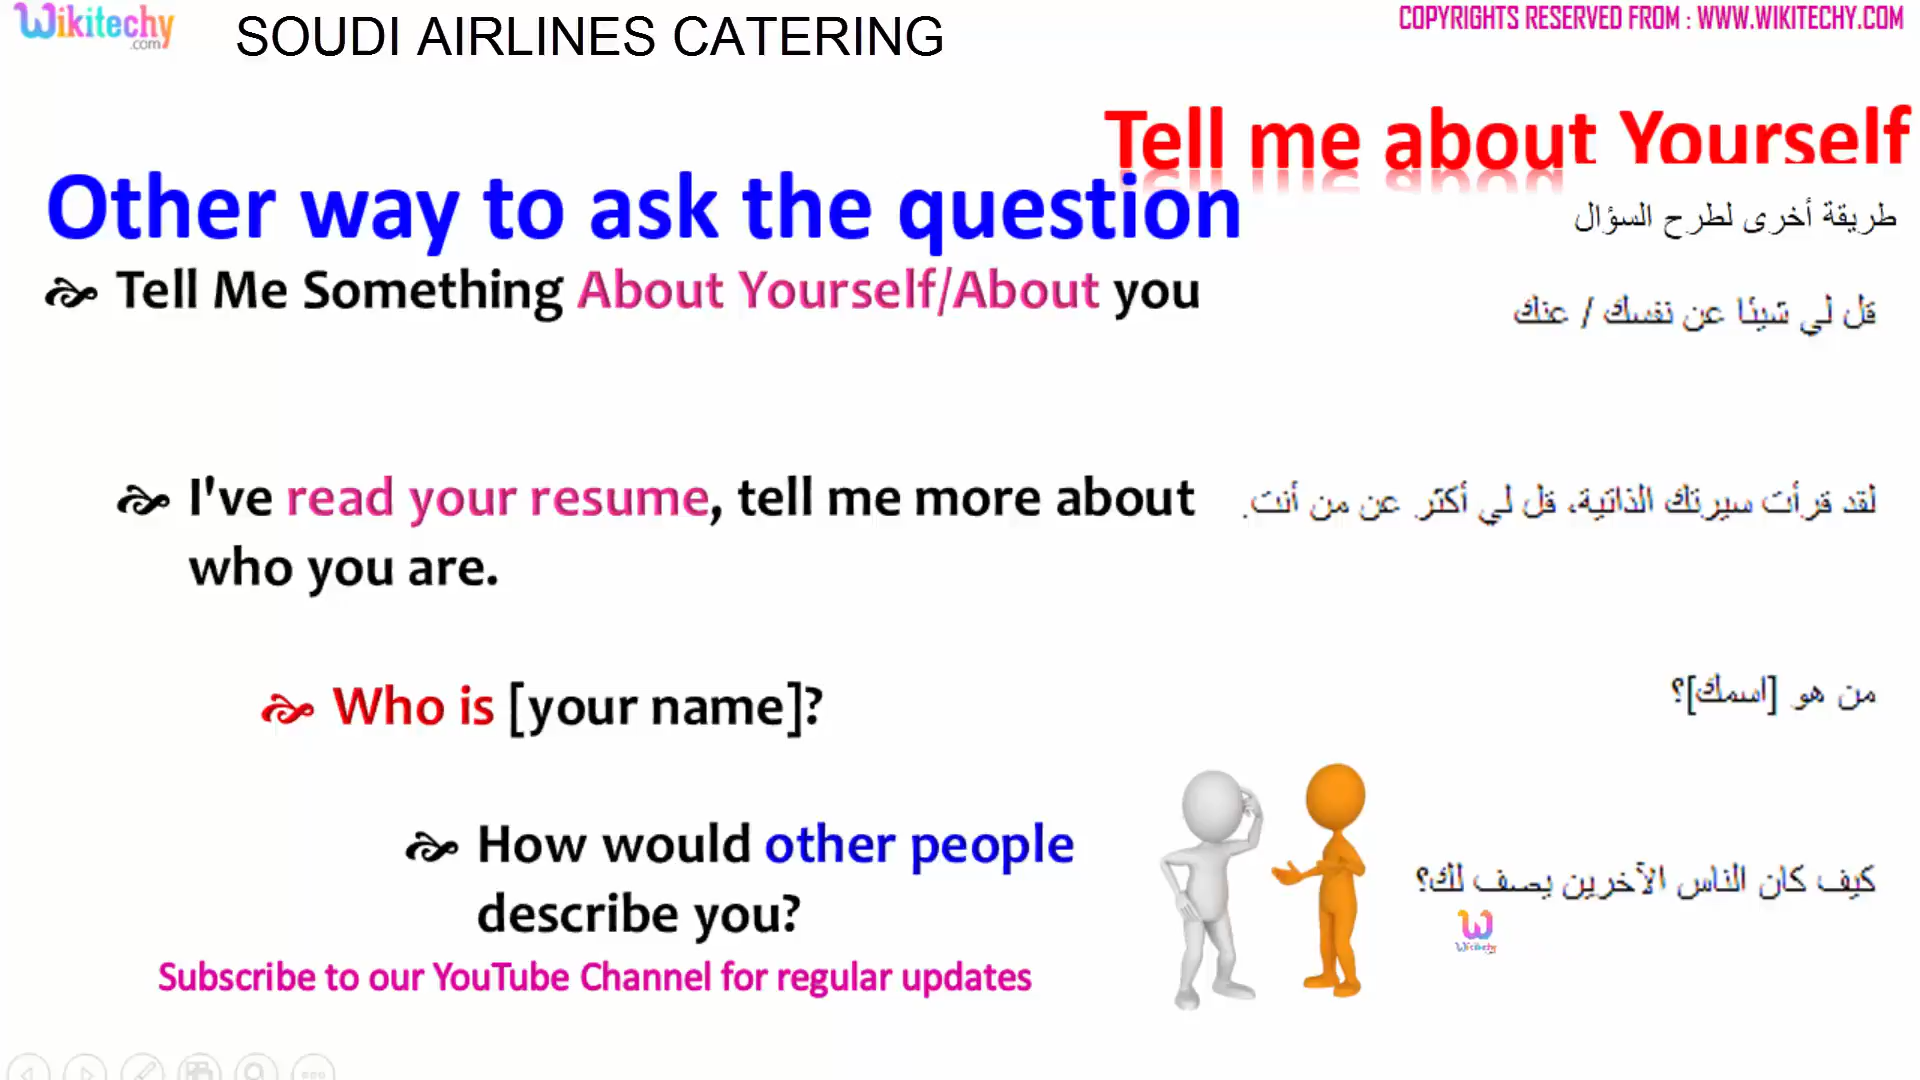 Wikitechy
.com
SOUDI AIRLINES CATERING
COPYRIGHTS RESERVED FROM : WWW.WIKITECHY.COM
Tell me about Yourself
Other way to ask the question
طريقة أخرى لطرح السؤال
Tell Me Something About Yourself/About you
قل لي شيئا عن نفسك / عنك
I've read your resume, tell me more about
who you are.
لقد قرأت سيرتك الذاتية، قل لي أكثر عن من أنت.
Who is [your name]?
من هو [اسمك]؟
How would other people
describe you?
كيف كان الناس الآخرين يصف لك؟
Wikitechy
Subscribe to our YouTube Channel for regular updates